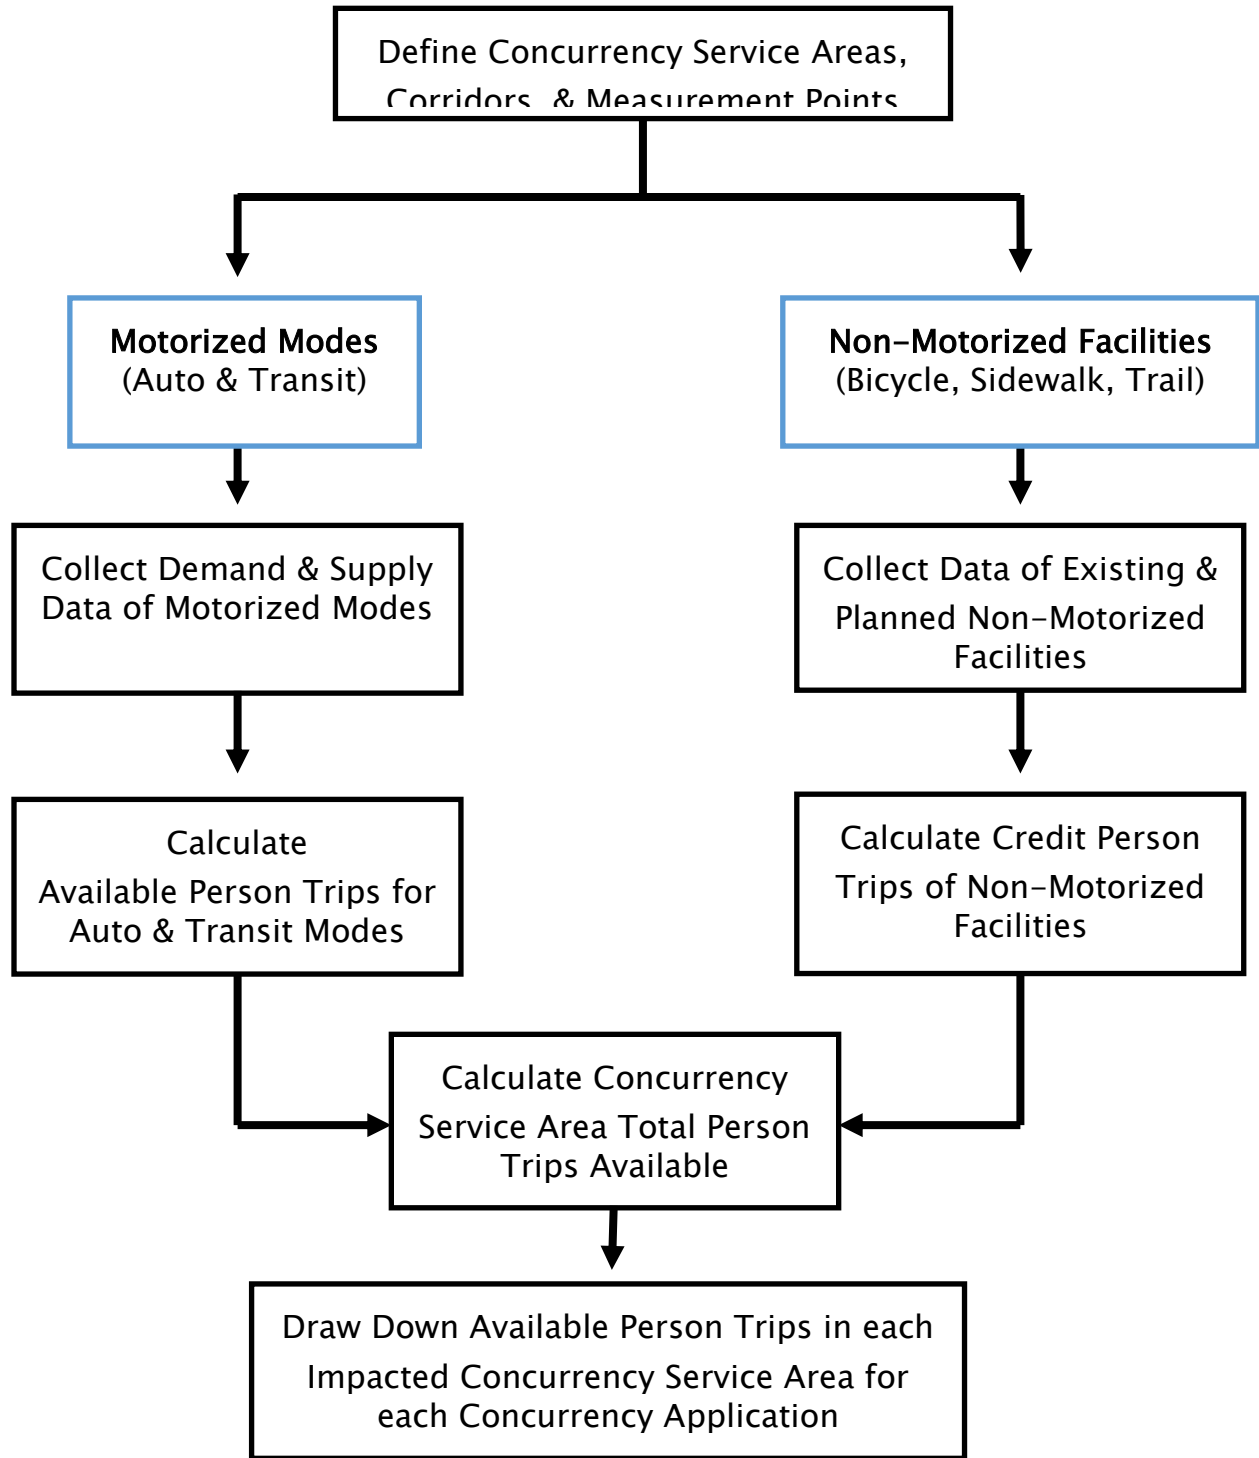 Define Concurrency Service Areas,
Corridors, & Measurement Points
Motorized Modes
(Auto & Transit)
Non-Motorized Facilities
(Bicycle, Sidewalk, Trail)
Collect Demand & Supply
Data of Motorized Modes
Collect Data of Existing &
Planned Non-Motorized
Facilities
Calculate
Available Person Trips for
Auto & Transit Modes
Calculate Credit Person
Trips of Non-Motorized
Facilities
Calculate Concurrency
Service Area Total Person
Trips Available
Draw Down Available Person Trips in each
Impacted Concurrency Service Area for
each Concurrency Application